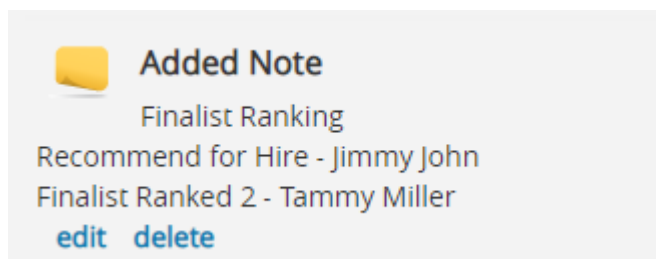 Added Note
Finalist Ranking
Recommend for Hire - Jimmy John
Finalist Ranked 2 - Tammy Miller
edit delete